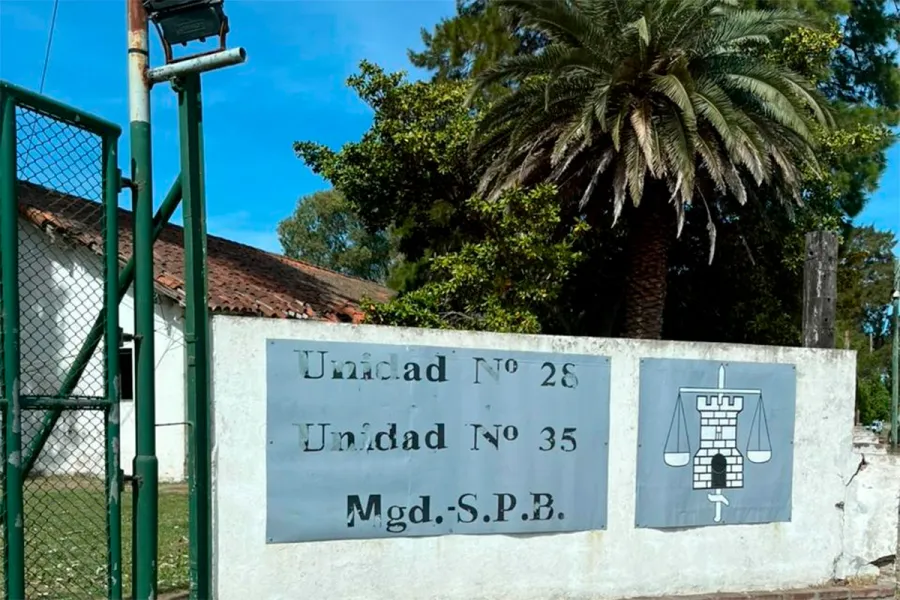 Unidad Nº 28
Unidad Nº 35
Mgd.-S.P.B.